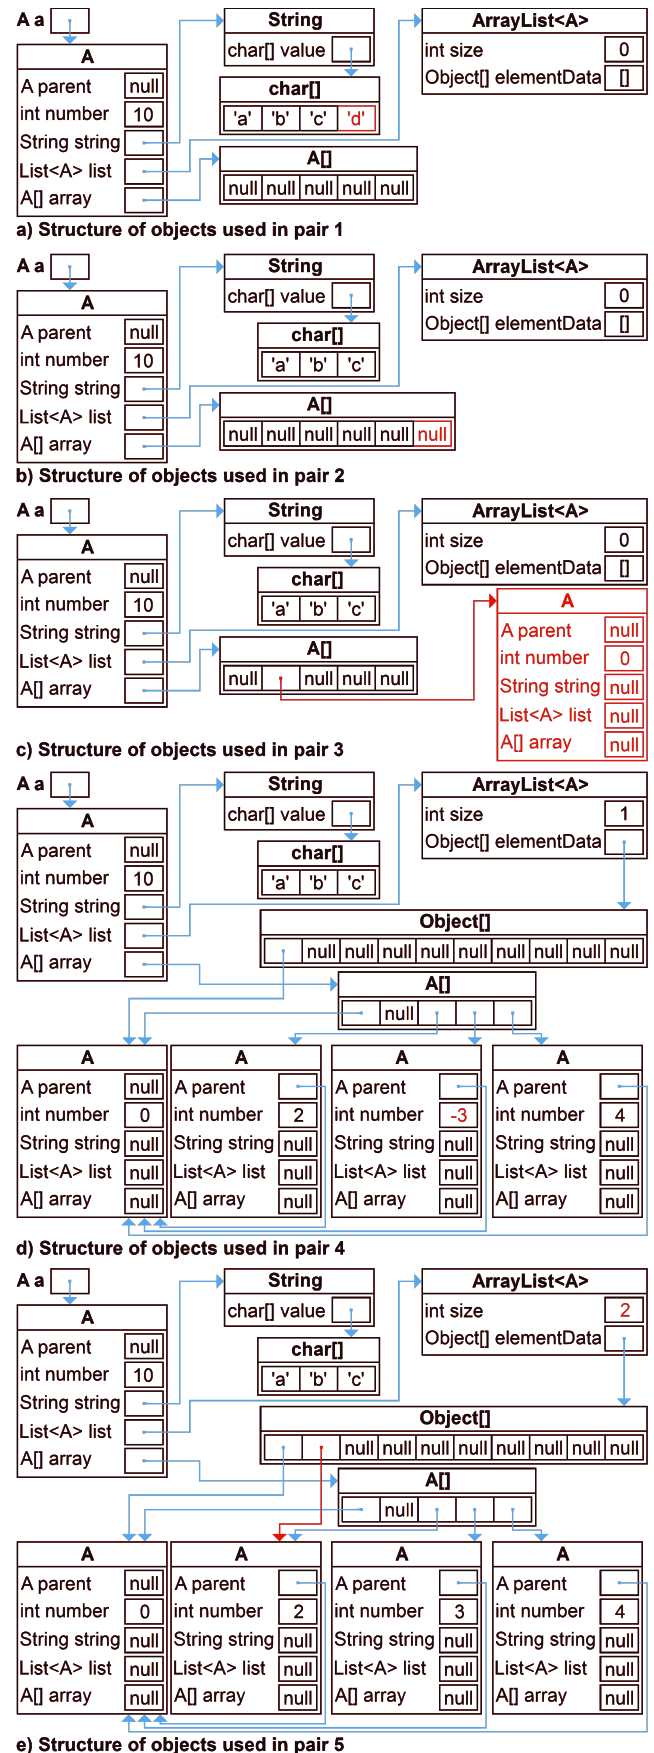 A a
String
ArrayList<A>
char[] value
int size 0
A
Object[] elementData []
A parent null
char[]
int number 10
'a' 'b' 'c' 'd'
String string
A[]
List<A> list
null null null null null
A[] array
a) Structure of objects used in pair 1
A a
String
ArrayList<A>
char[] value
int size 0
A
Object[] elementData []
A parent null
char[]
int number 10
'a' 'b' 'c'
String string
A[]
List<A> list
null null null null null null
A[] array
b) Structure of objects used in pair 2
A a
String
ArrayList<A>
char[] value
int size 0
A
Object[] elementData []
A parent null
char[]
A
int number 10
'a' 'b' 'c'
A parent null
String string
A[]
int number 0
List<A> list
null null null null
String string null
A[] array
List<A> list null
A[] array null
c) Structure of objects used in pair 3
A a
String
ArrayList<A>
char[] value
int size 1
A
Object[] elementData
A parent null
char[]
int number 10
'a' 'b' 'c'
String string
Object[]
List<A> list
null null null null null null null null null
A[] array
A[]
null
A A A A
A parent null A parent A parent A parent
int number 0 int number 2 int number -3 int number 4
String string null String string null String string null String string null
List<A> list null List<A> list null List<A> list null List<A> list null
A[] array null A[] array null A[] array null A[] array null
d) Structure of objects used in pair 4
A a
String
ArrayList<A>
char[] value
int size 2
A
Object[] elementData
A parent null
char[]
int number 10
'a' 'b' 'c'
String string
Object[]
List<A> list
null null null null null null null null
A[] array
A[]
null
A A A A
A parent null A parent A parent A parent
int number 0 int number 2 int number 3 int number 4
String string null String string null String string null String string null
List<A> list null List<A> list null List<A> list null List<A> list null
A[] array null A[] array null A[] array null A[] array null
e) Structure of objects used in pair 5